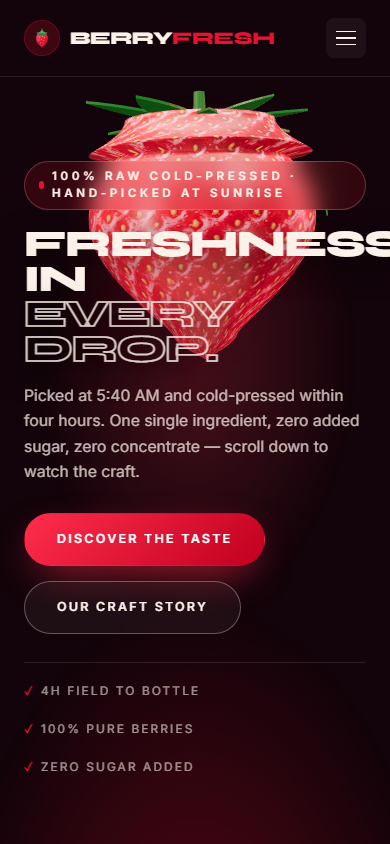 BERRYFRESH
100% RAW COLD-PRESSED ·
HAND-PICKED AT SUNRISE
FRESHNESS
IN
EVERY
DROP.
Picked at 5:40 AM and cold-pressed within
four hours. One single ingredient, zero added
sugar, zero concentrate — scroll down to
watch the craft.
DISCOVER THE TASTE
OUR CRAFT STORY
✓ 4H FIELD TO BOTTLE
✓ 100% PURE BERRIES
✓ ZERO SUGAR ADDED